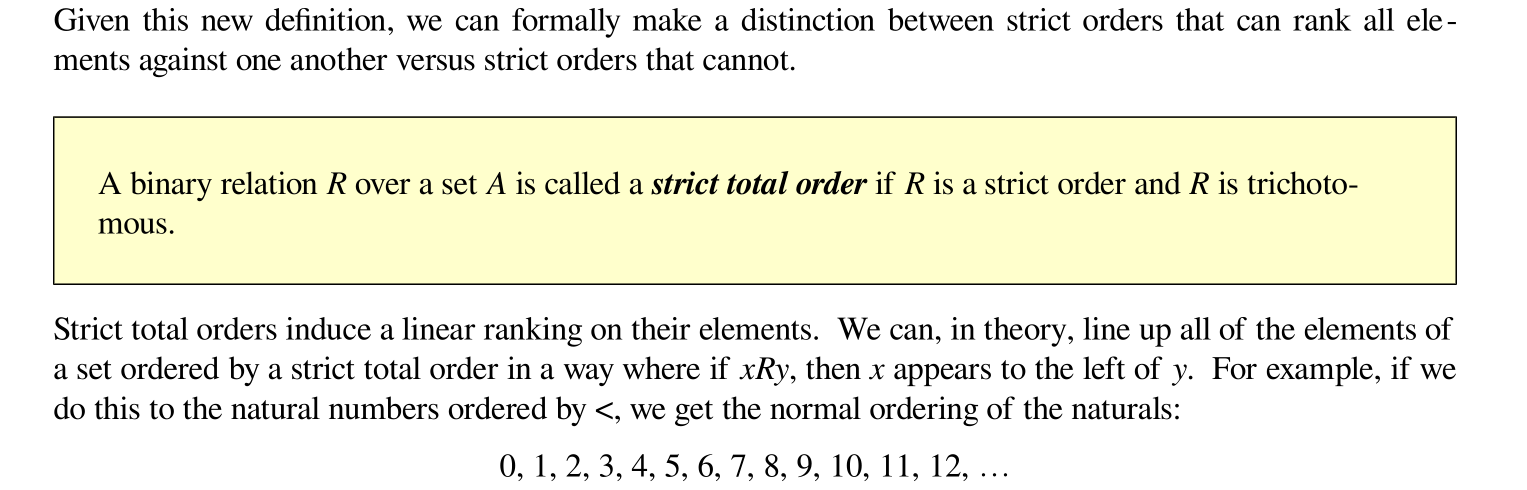 Given this new definition, we can formally make a distinction between strict orders that can rank all ele-
ments against one another versus strict orders that cannot.
A binary relation R over a set A is called a strict total order if R is a strict order and R is trichoto-
mous.
Strict total orders induce a linear ranking on their elements. We can, in theory, line up all of the elements of
a set ordered by a strict total order in a way where if xRy, then x appears to the left of y. For example, if we
do this to the natural numbers ordered by <, we get the normal ordering of the naturals:
0, 1, 2, 3, 4, 5, 6, 7, 8, 9, 10, 11, 12, …